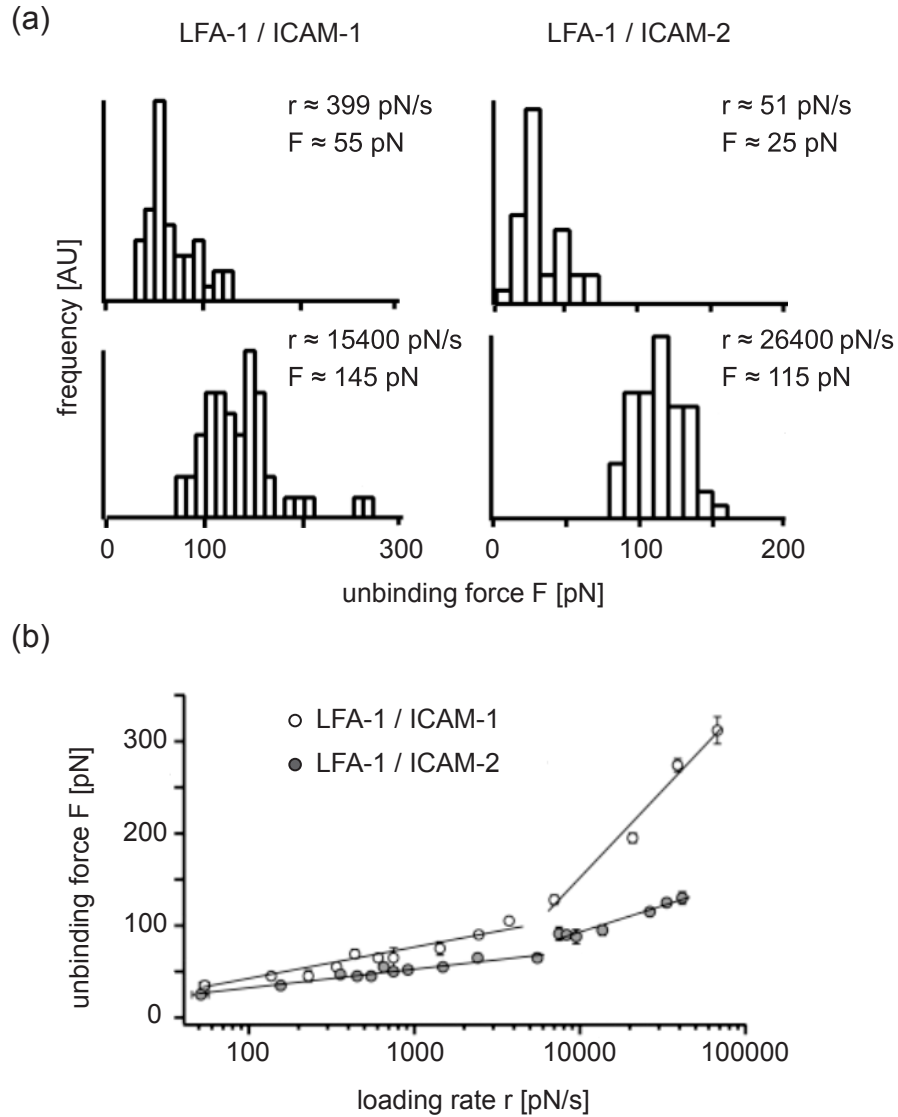 (a)
LFA-1 / ICAM-1
LFA-1 / ICAM-2
r ≈ 399 pN/s
F ≈ 55 pN
r ≈ 51 pN/s
F ≈ 25 pN
frequency [AU]
r ≈ 15400 pN/s
F ≈ 145 pN
r ≈ 26400 pN/s
F ≈ 115 pN
0 100 300
0 100 200
unbinding force F [pN]
(b)
unbinding force F [pN]
300
200
100
0
LFA-1 / ICAM-1
LFA-1 / ICAM-2
100 1000 10000 100000
loading rate r [pN/s]